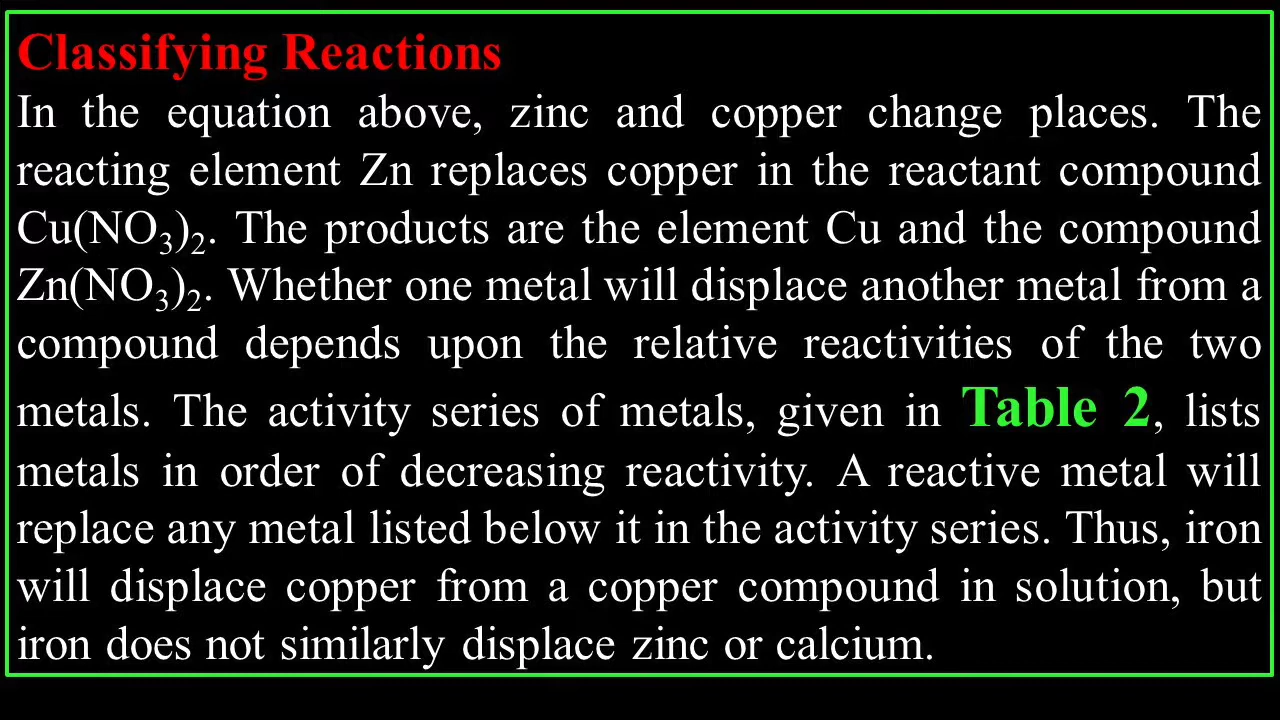 Classifying Reactions
In the equation above, zinc and copper change places. The
reacting element Zn replaces copper in the reactant compound
Cu(NO₃)₂. The products are the element Cu and the compound
Zn(NO₃)₂. Whether one metal will displace another metal from a
compound depends upon the relative reactivities of the two
metals. The activity series of metals, given in Table 2, lists
metals in order of decreasing reactivity. A reactive metal will
replace any metal listed below it in the activity series. Thus, iron
will displace copper from a copper compound in solution, but
iron does not similarly displace zinc or calcium.